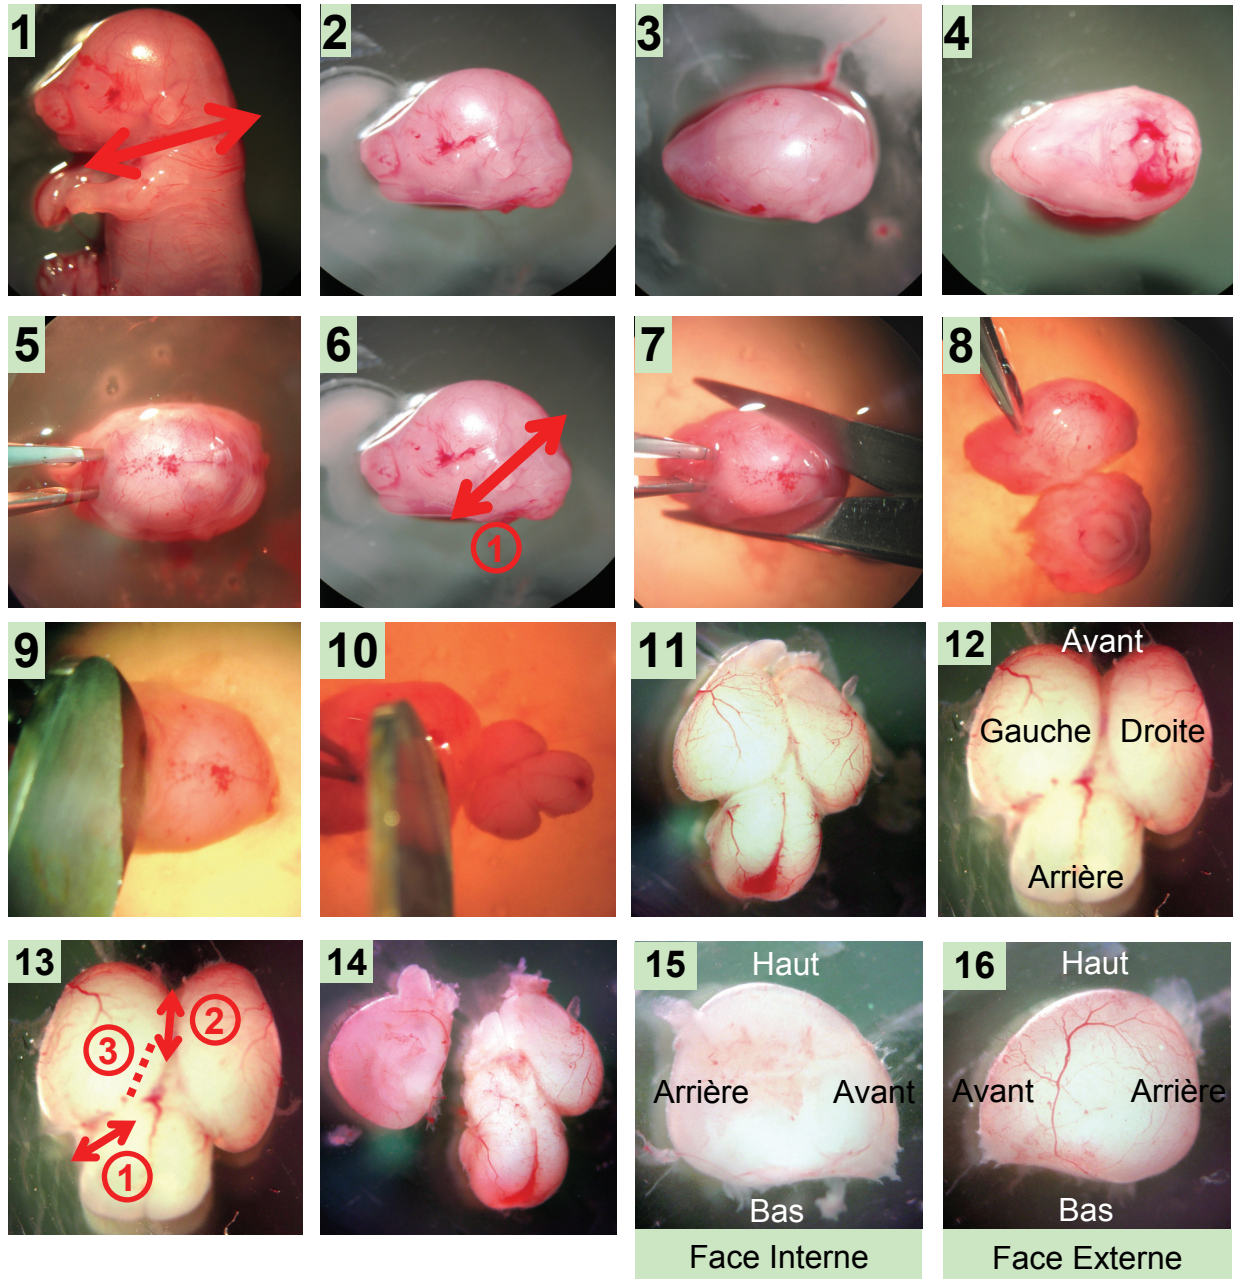 1
2
3
4
5
6
①
7
8
9
10
11
12
Avant
Gauche
Droite
Arrière
13
②
③
①
14
15
Haut
Arrière
Avant
Bas
Face Interne
16
Haut
Avant
Arrière
Bas
Face Externe